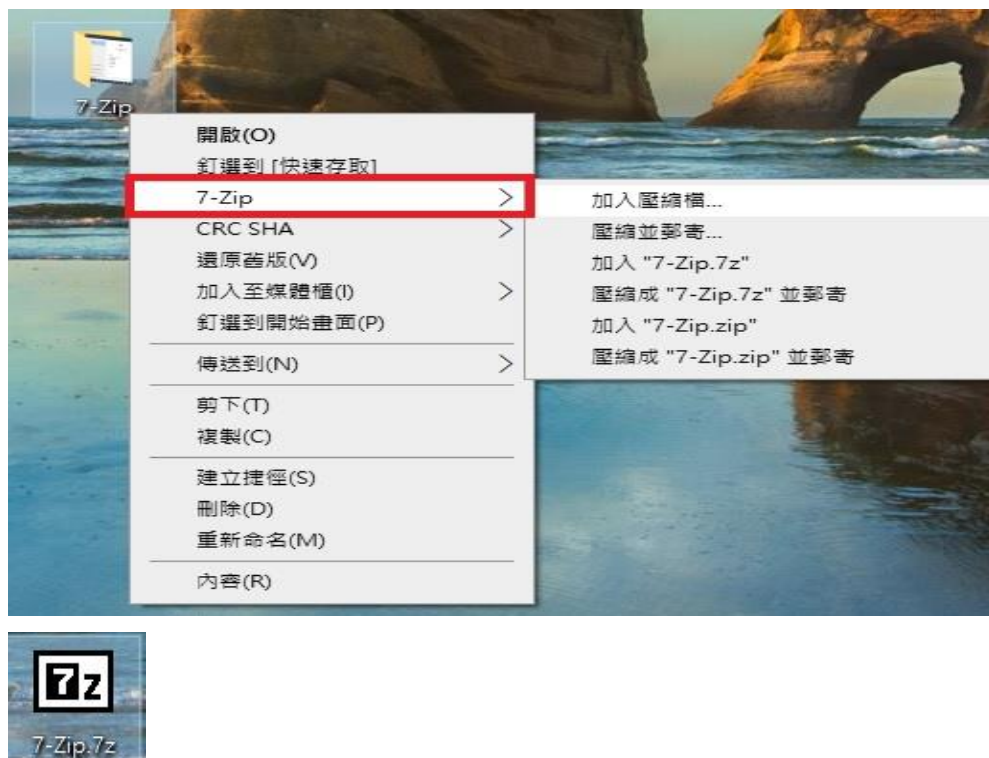 7-Zip
開啟(O)
釘選到 [快速存取]
7-Zip
CRC SHA
還原舊版(V)
加入至媒體櫃(I)
釘選到開始畫面(P)
傳送到(N)
剪下(T)
複製(C)
建立捷徑(S)
刪除(D)
重新命名(M)
內容(R)
加入壓縮檔...
壓縮並郵寄...
加入 "7-Zip.7z"
壓縮成 "7-Zip.7z" 並郵寄
加入 "7-Zip.zip"
壓縮成 "7-Zip.zip" 並郵寄
7z
7-Zip.7z